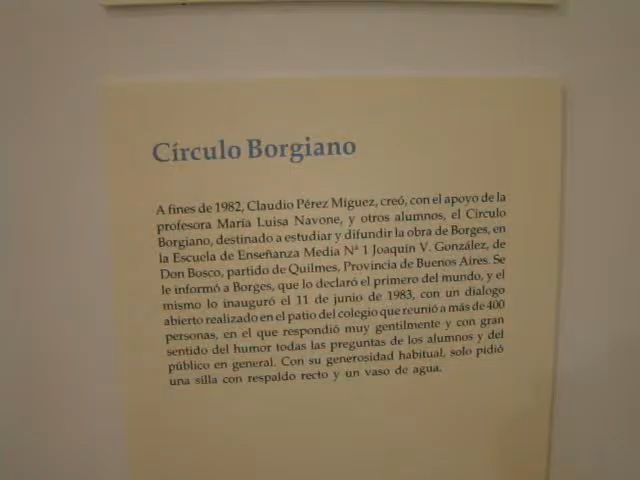 Círculo Borgiano
A fines de 1982, Claudio Pérez Míguez, creó, con el apoyo de la
profesora María Luisa Navone, y otros alumnos, el Círculo
Borgiano, destinado a estudiar y difundir la obra de Borges, en
la Escuela de Enseñanza Media Nª 1 Joaquín V. González, de
Don Bosco, partido de Quilmes, Provincia de Buenos Aires. Se
le informó a Borges, que lo declaró el primero del mundo, y el
mismo lo inauguró el 11 de junio de 1983, con un dialogo
abierto realizado en el patio del colegio que reunió a más de 400
personas, en el que respondió muy gentilmente y con gran
sentido del humor todas las preguntas de los alumnos y del
público en general. Con su generosidad habitual, solo pidió
una silla con respaldo recto y un vaso de agua.